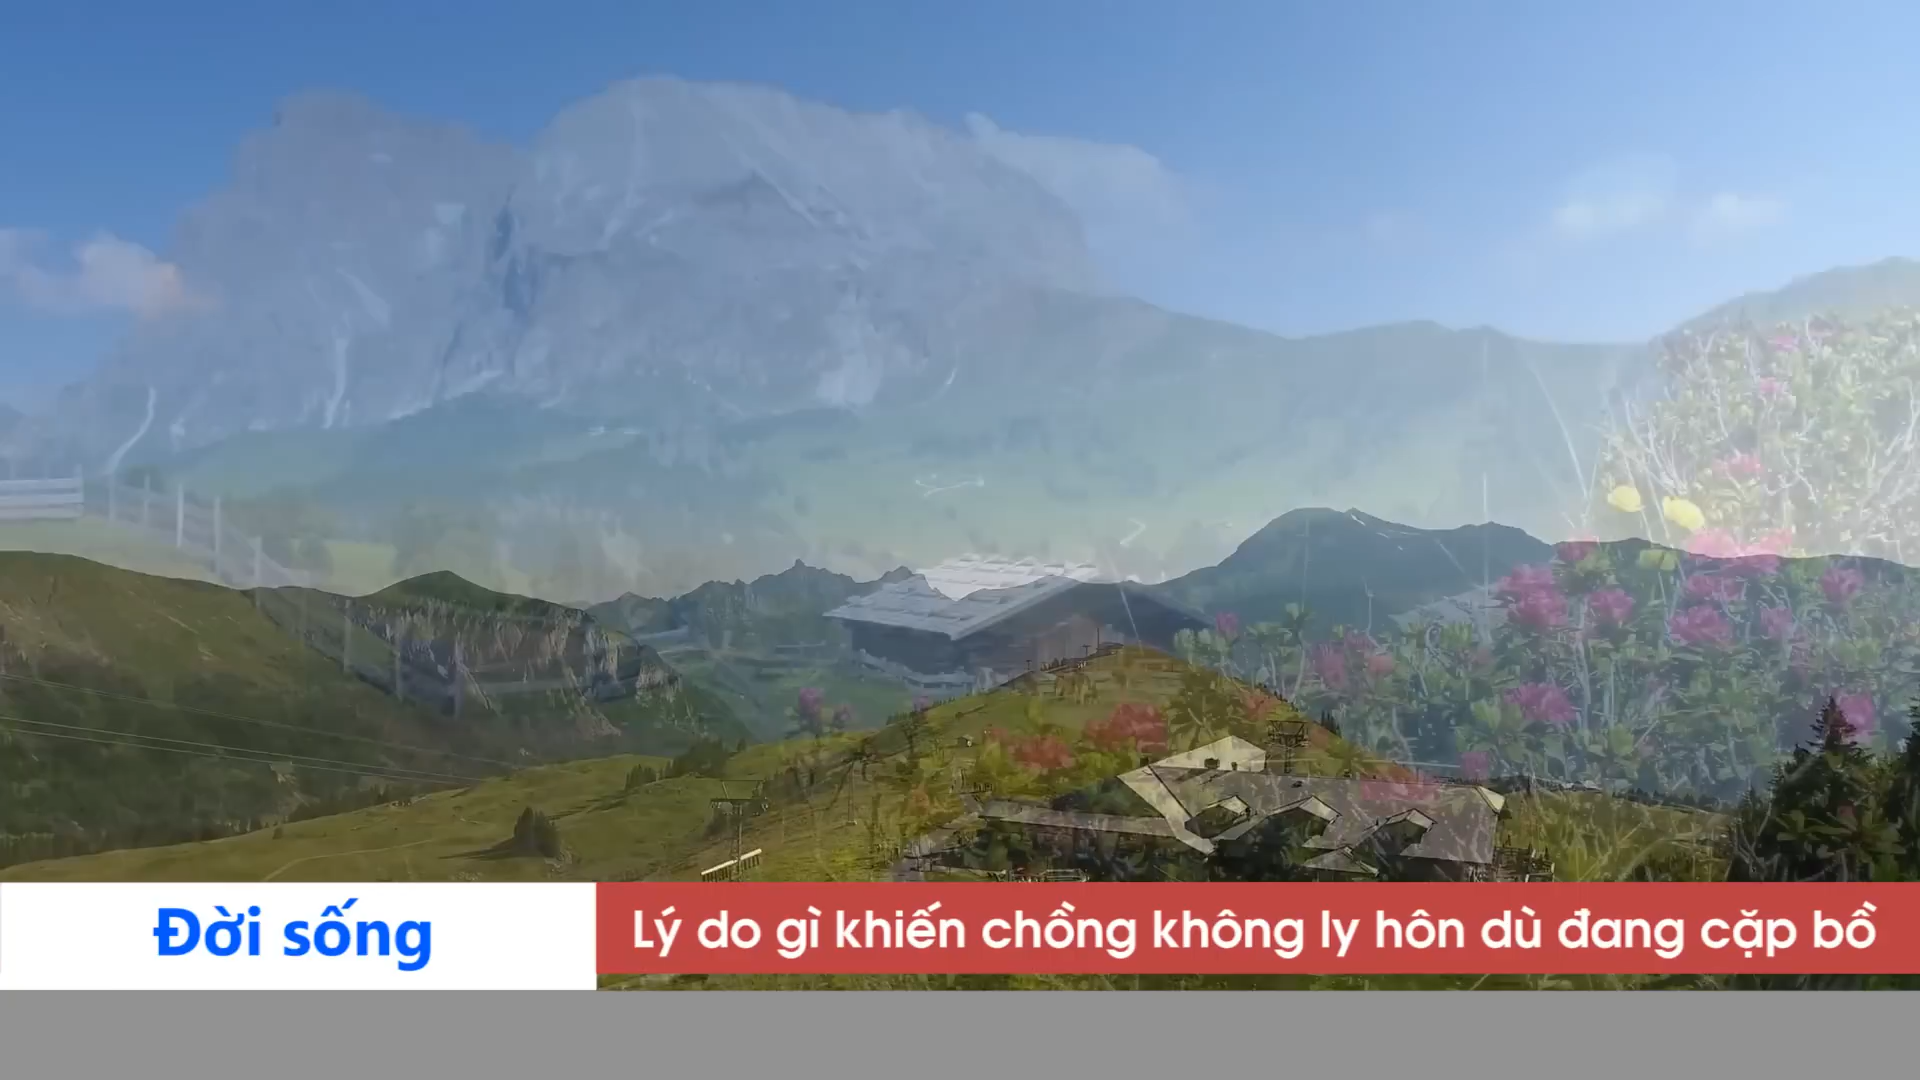 Đời sống
Lý do gì khiến chồng không ly hôn dù đang cặp bồ